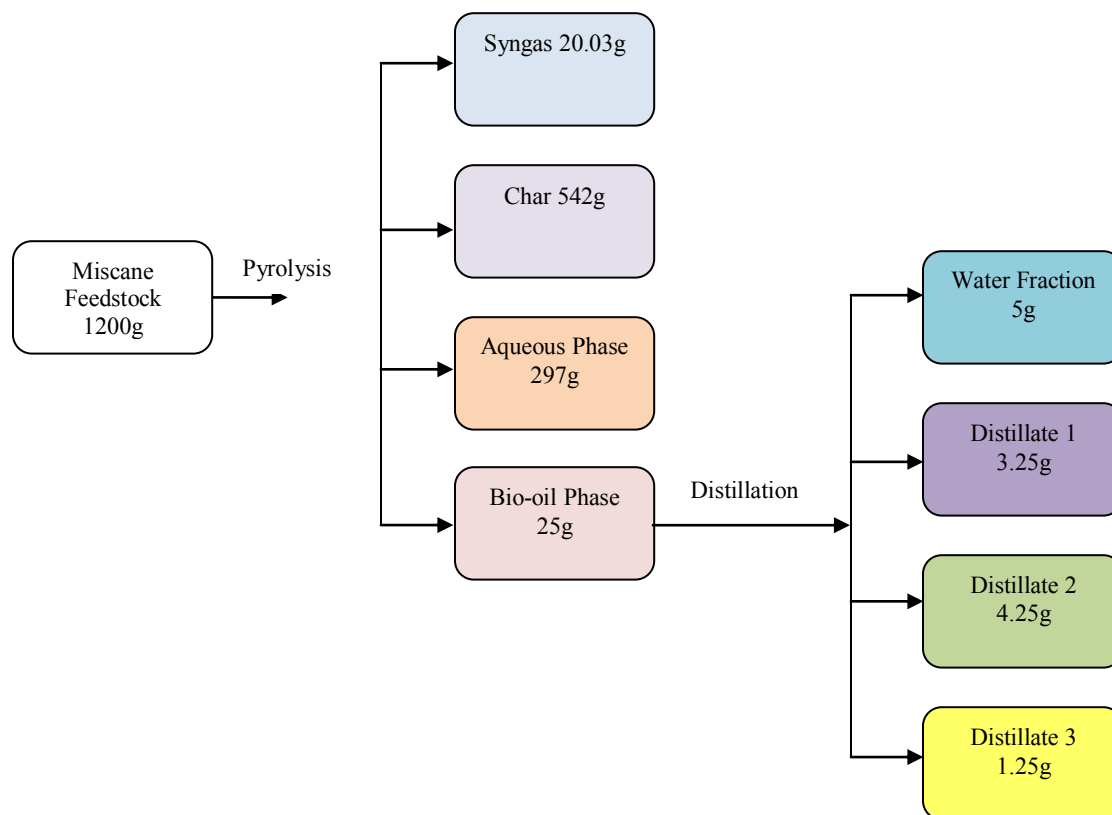 Syngas 20.03g
Char 542g
Miscane
Feedstock
1200g
Pyrolysis
Aqueous Phase
297g
Bio-oil Phase
25g
Distillation
Water Fraction
5g
Distillate 1
3.25g
Distillate 2
4.25g
Distillate 3
1.25g